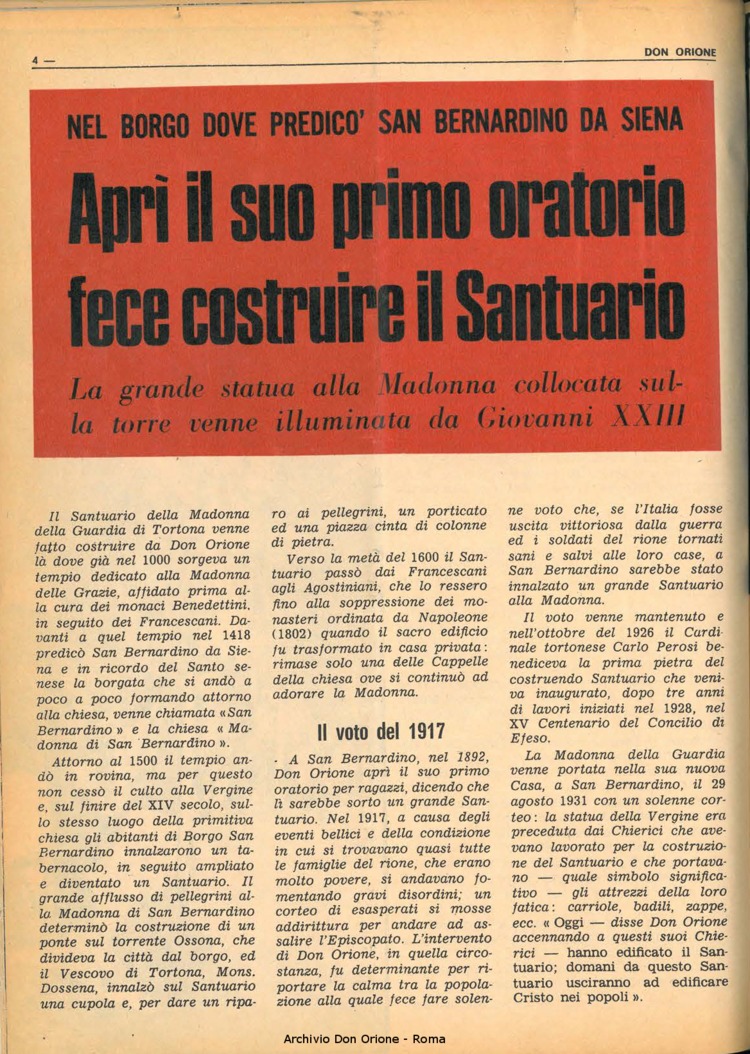 4 —
DON ORIONE
NEL BORGO DOVE PREDICO' SAN BERNARDINO DA SIENA
Aprì il suo primo oratorio
fece costruire il Santuario
La grande statua alla Madonna collocata sul-
la torre venne illuminata da Giovanni XXIII
Il Santuario della Madonna
della Guardia di Tortona venne
fatto costruire da Don Orione
là dove già nel 1000 sorgeva un
tempio dedicato alla Madonna
delle Grazie, affidato prima al-
la cura dei monaci Benedettini,
in seguito dei Francescani. Da-
vanti a quel tempio nel 1418
predicò San Bernardino da Sie-
na e in ricordo del Santo se-
nese la borgata che si andò a
poco a poco formando attorno
alla chiesa, venne chiamata «San
Bernardino » e la chiesa « Ma-
donna di San Bernardino ».
Attorno al 1500 il tempio an-
dò in rovina, ma per questo
non cessò il culto alla Vergine
e, sul finire del XIV secolo, sul-
lo stesso luogo della primitiva
chiesa gli abitanti di Borgo San
Bernardino innalzarono un ta-
bernacolo, in seguito ampliato
e diventato un Santuario. Il
grande afflusso di pellegrini al-
la Madonna di San Bernardino
determinò la costruzione di un
ponte sul torrente Ossona, che
divideva la città dal borgo, ed
il Vescovo di Tortona, Mons.
Dossena, innalzò sul Santuario
una cupola e, per dare un ripa-
ro ai pellegrini, un porticato
ed una piazza cinta di colonne
di pietra.
Verso la metà del 1600 il San-
tuario passò dai Francescani
agli Agostiniani, che lo ressero
fino alla soppressione dei mo-
nasteri ordinata da Napoleone
(1802) quando il sacro edificio
fu trasformato in casa privata:
rimase solo una delle Cappelle
della chiesa ove si continuò ad
adorare la Madonna.
Il voto del 1917
A San Bernardino, nel 1892,
Don Orione aprì il suo primo
oratorio per ragazzi, dicendo che
lì sarebbe sorto un grande San-
tuario. Nel 1917, a causa degli
eventi bellici e della condizione
in cui si trovavano quasi tutte
le famiglie del rione, che erano
molto povere, si andavano fo-
mentando gravi disordini; un
corteo di esasperati si mosse
addirittura per andare ad as-
salire l'Episcopato. L'intervento
di Don Orione, in quella circo-
stanza, fu determinante per ri-
portare la calma tra la popola-
zione alla quale fece fare solen-
ne voto che, se l'Italia fosse
uscita vittoriosa dalla guerra
ed i soldati del rione tornati
sani e salvi alle loro case, a
San Bernardino sarebbe stato
innalzato un grande Santuario
alla Madonna.
Il voto venne mantenuto e
nell'ottobre del 1926 il Cardi-
nale tortonese Carlo Perosi be-
nediceva la prima pietra del
costruendo Santuario che veni-
va inaugurato, dopo tre anni
di lavori iniziati nel 1928, nel
XV Centenario del Concilio di
Efeso.
La Madonna della Guardia
venne portata nella sua nuova
Casa, a San Bernardino, il 29
agosto 1931 con un solenne cor-
teo: la statua della Vergine era
preceduta dai Chierici che ave-
vano lavorato per la costruzio-
ne del Santuario e che portava-
no — quale simbolo significa-
tivo — gli attrezzi della loro
fatica: carriole, badili, zappe,
ecc. « Oggi — disse Don Orione
accennando a questi suoi Chie-
rici — hanno edificato il San-
tuario; domani da questo San-
tuario usciranno ad edificare
Cristo nei popoli ».
Archivio Don Orione - Roma